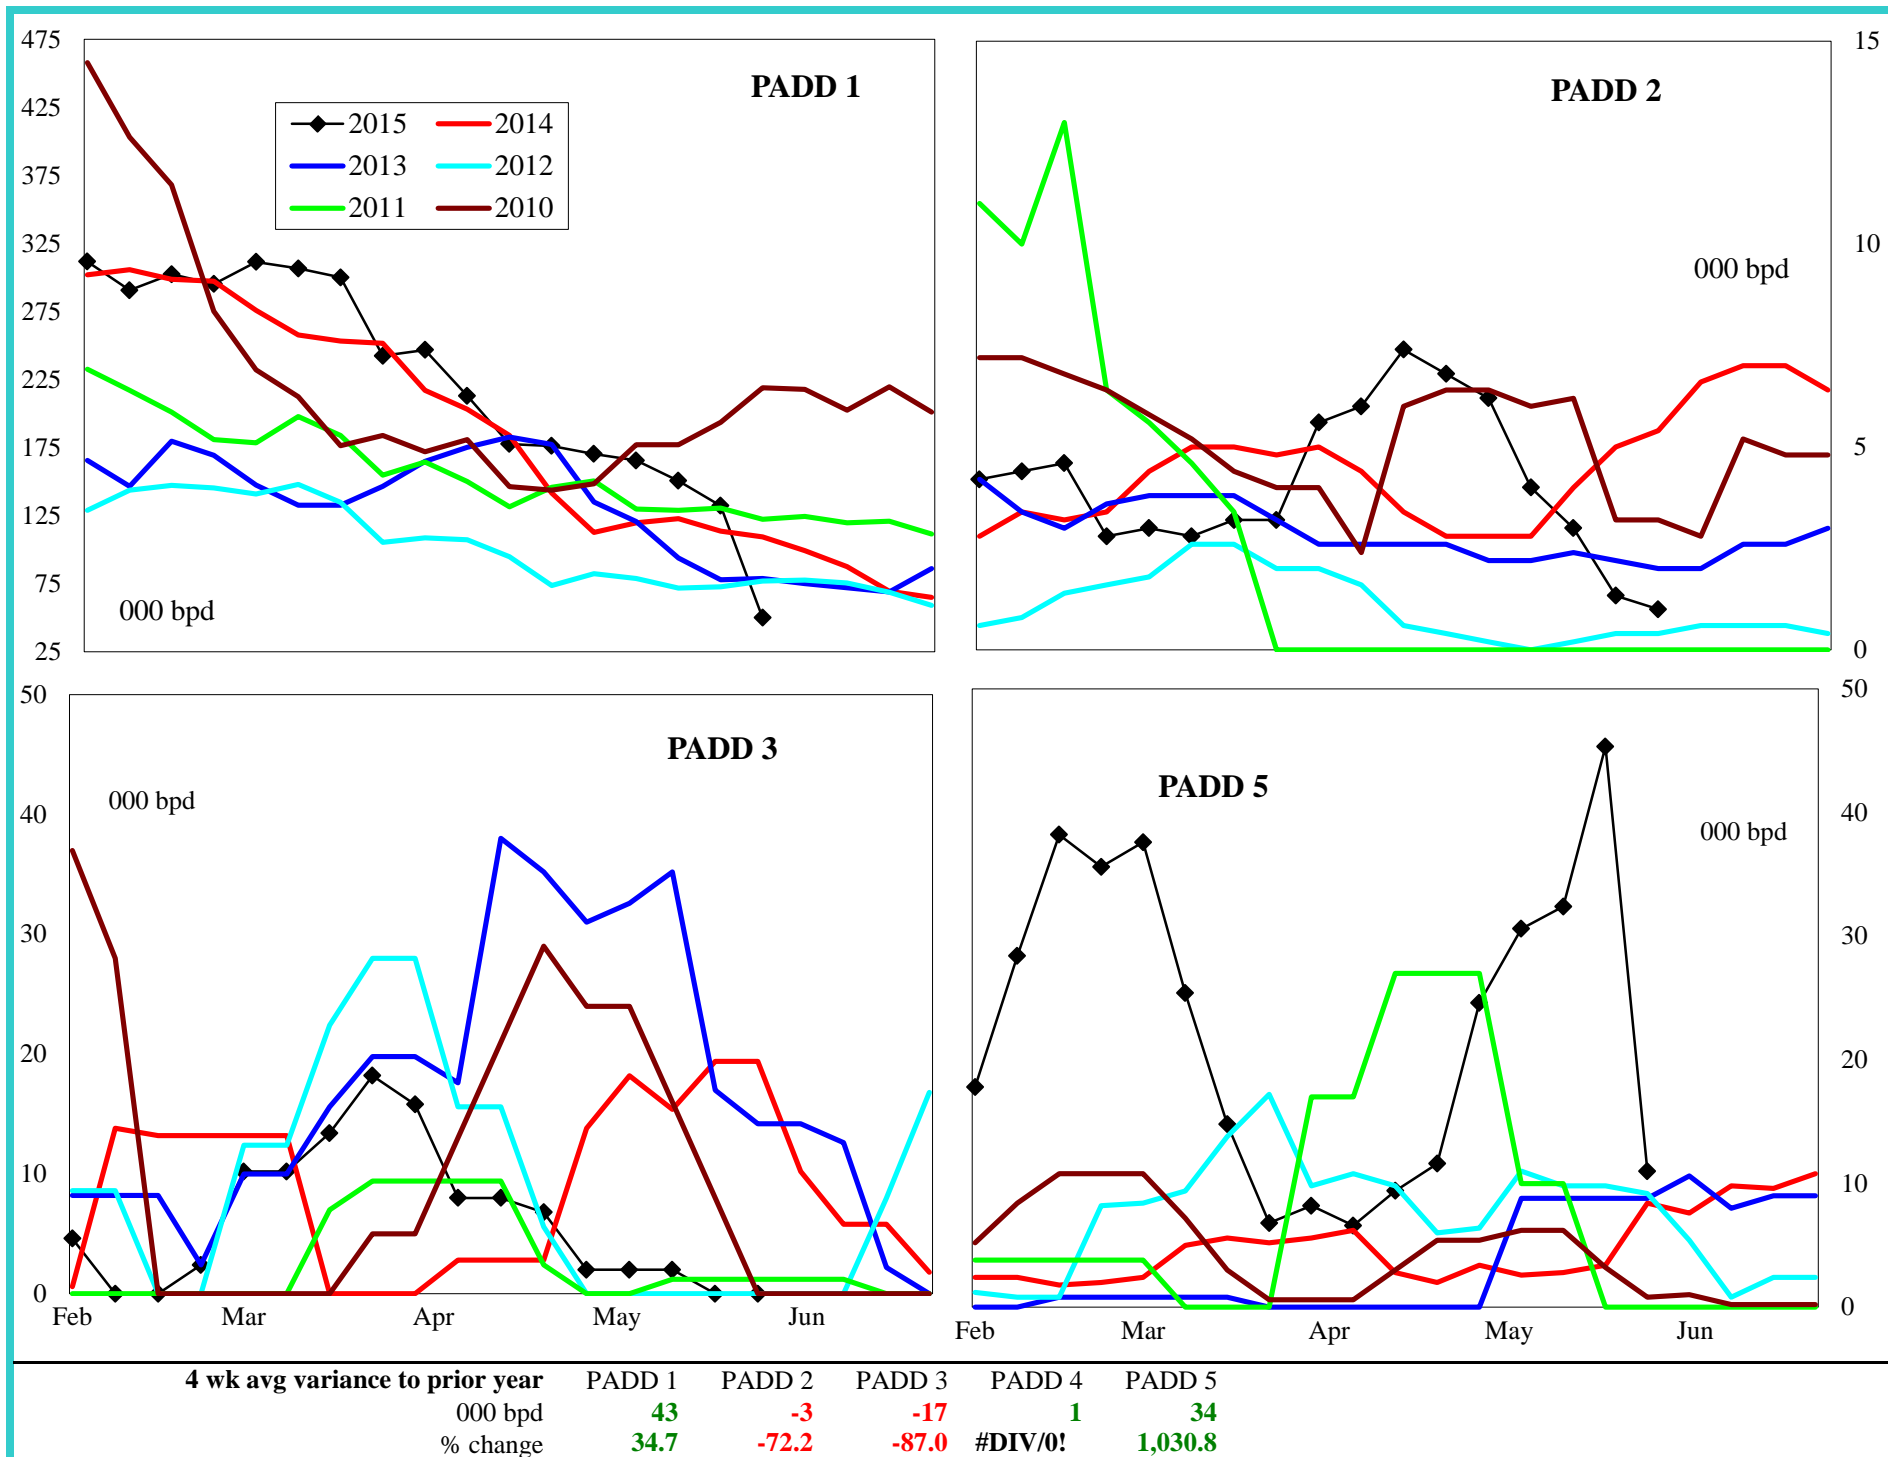 475
425
375
325
275
225
175
125
75
25
PADD 1
2015 2014
2013 2012
2011 2010
000 bpd
PADD 2
000 bpd
15
10
5
0
50
40
30
20
10
0
PADD 3
000 bpd
Feb Mar Apr May Jun
PADD 5
000 bpd
50
40
30
20
10
0
Feb Mar Apr May Jun
4 wk avg variance to prior year PADD 1 PADD 2 PADD 3 PADD 4 PADD 5
000 bpd 43 -3 -17 1 34
% change 34.7 -72.2 -87.0 #DIV/0! 1,030.8